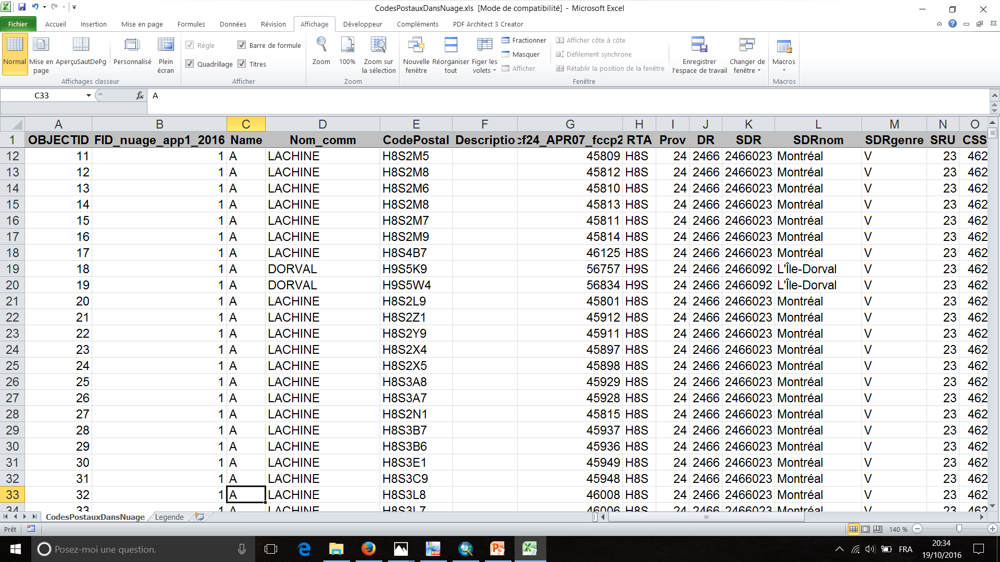 CodesPostauxDansNuage.xls [Mode de compatibilité] - Microsoft Excel
Fichier Accueil Insertion Mise en page Formules Données Révision Affichage Développeur Compléments PDF Architect 3 Creator
Normal Mise en page AperçuSautDePg Personnalisé Plein écran
Affichages classeur
Règle Barre de formule
Quadrillage Titres
Afficher
Zoom 100% Zoom sur la sélection
Zoom
Nouvelle fenêtre Réorganiser tout Figer les volets
Fractionner Afficher côte à côte
Masquer Défilement synchrone
Afficher Rétablir la position de la fenêtre
Enregistrer l'espace de travail Changer de fenêtre
Fenêtre
Macros
Macros
C33 fx A
A B C D E F G H I J K L M N O
1 OBJECTID FID_nuage_app1_2016 Name Nom_comm CodePostal Descriptio cf24_APR07_fccp2 RTA Prov DR SDR SDRnom SDRgenre SRU CSS
12 11 1 A LACHINE H8S2M5 45809 H8S 24 2466 2466023 Montréal V 23 462
13 12 1 A LACHINE H8S2M8 45812 H8S 24 2466 2466023 Montréal V 23 462
14 13 1 A LACHINE H8S2M6 45810 H8S 24 2466 2466023 Montréal V 23 462
15 14 1 A LACHINE H8S2M8 45813 H8S 24 2466 2466023 Montréal V 23 462
16 15 1 A LACHINE H8S2M7 45811 H8S 24 2466 2466023 Montréal V 23 462
17 16 1 A LACHINE H8S2M9 45814 H8S 24 2466 2466023 Montréal V 23 462
18 17 1 A LACHINE H8S4B7 46125 H8S 24 2466 2466023 Montréal V 23 462
19 18 1 A DORVAL H9S5K9 56757 H9S 24 2466 2466092 L'Île-Dorval V 23 462
20 19 1 A DORVAL H9S5W4 56834 H9S 24 2466 2466092 L'Île-Dorval V 23 462
21 20 1 A LACHINE H8S2L9 45801 H8S 24 2466 2466023 Montréal V 23 462
22 21 1 A LACHINE H8S2Z1 45912 H8S 24 2466 2466023 Montréal V 23 462
23 22 1 A LACHINE H8S2Y9 45911 H8S 24 2466 2466023 Montréal V 23 462
24 23 1 A LACHINE H8S2X4 45897 H8S 24 2466 2466023 Montréal V 23 462
25 24 1 A LACHINE H8S2X5 45898 H8S 24 2466 2466023 Montréal V 23 462
26 25 1 A LACHINE H8S3A8 45929 H8S 24 2466 2466023 Montréal V 23 462
27 26 1 A LACHINE H8S3A7 45928 H8S 24 2466 2466023 Montréal V 23 462
28 27 1 A LACHINE H8S2N1 45815 H8S 24 2466 2466023 Montréal V 23 462
29 28 1 A LACHINE H8S3B7 45937 H8S 24 2466 2466023 Montréal V 23 462
30 29 1 A LACHINE H8S3B6 45936 H8S 24 2466 2466023 Montréal V 23 462
31 30 1 A LACHINE H8S3E1 45949 H8S 24 2466 2466023 Montréal V 23 462
32 31 1 A LACHINE H8S3C9 45948 H8S 24 2466 2466023 Montréal V 23 462
33 32 1 A LACHINE H8S3L8 46008 H8S 24 2466 2466023 Montréal V 23 462
34 33 1 A LACHINE H8S3L7 46006 H8S 24 2466 2466023 Montréal V 23 462
CodesPostauxDansNuage Legende
Prêt 140 %
Posez-moi une question. FRA 20:34
19/10/2016